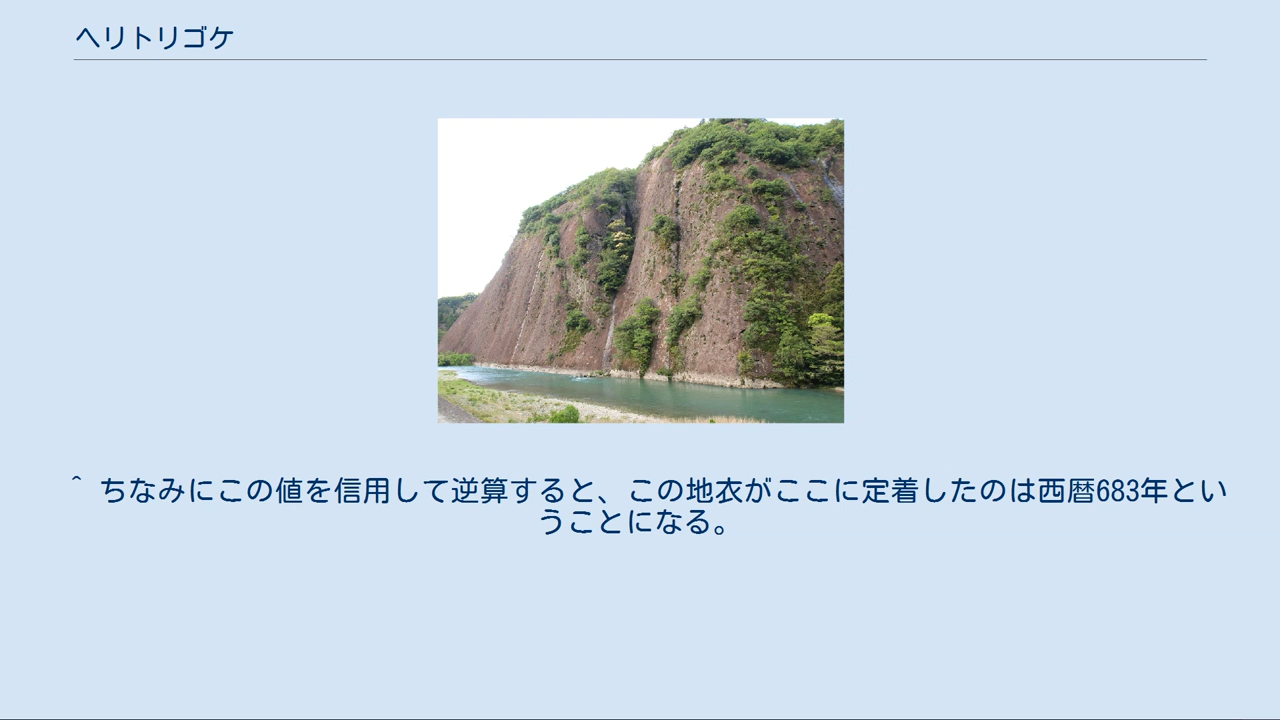 ヘリトリゴケ
^ ちなみにこの値を信用して逆算すると、この地衣がここに定着したのは西暦683年とい
うことになる。